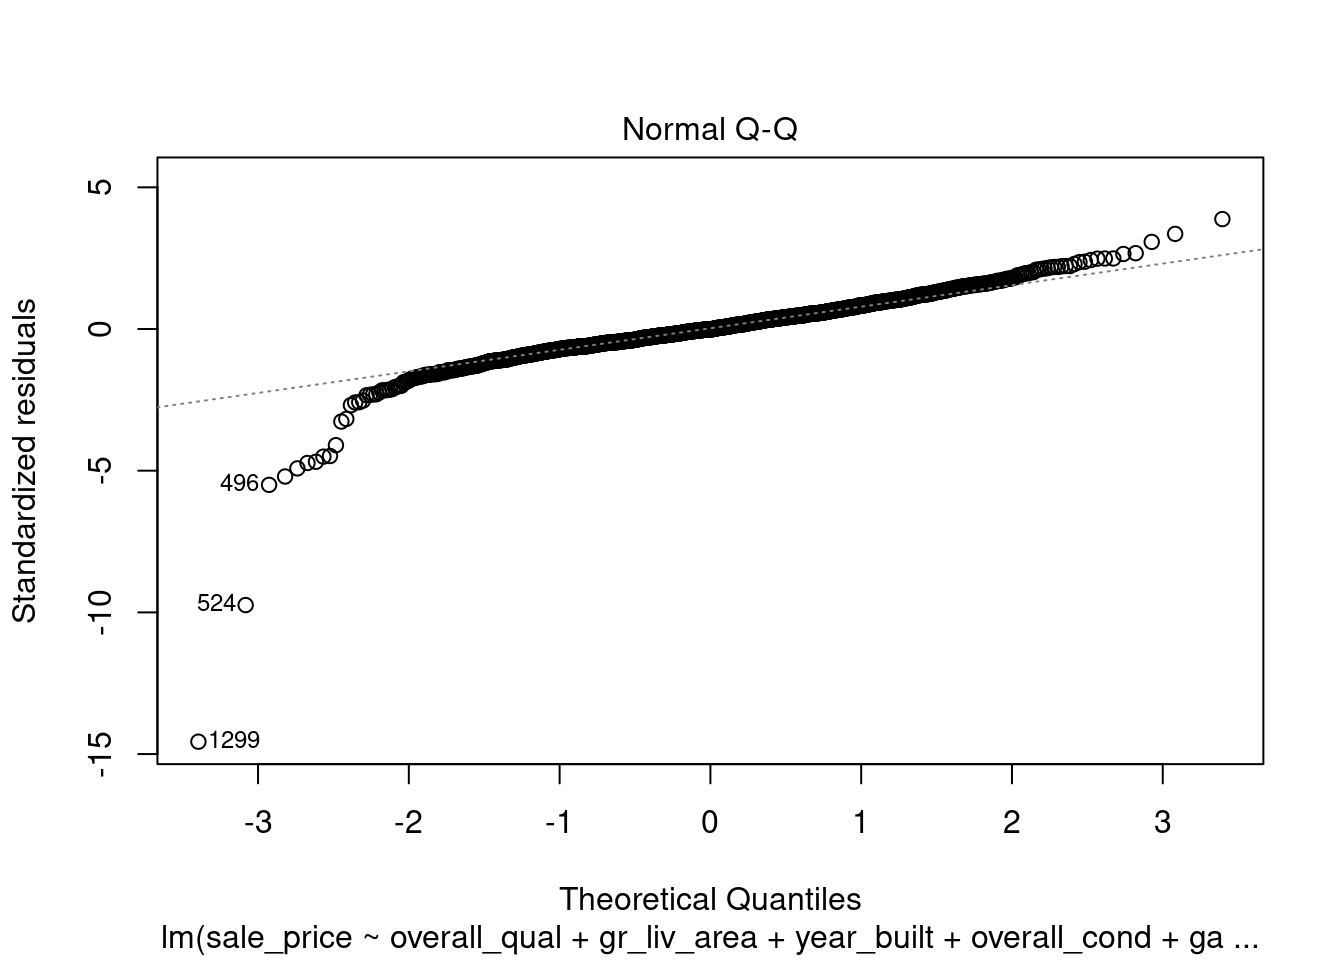 Normal Q-Q
Standardized residuals
5
0
-5
-10
-15
496
524
1299
-3 -2 -1 0 1 2 3
Theoretical Quantiles
lm(sale_price ~ overall_qual + gr_liv_area + year_built + overall_cond + ga ...